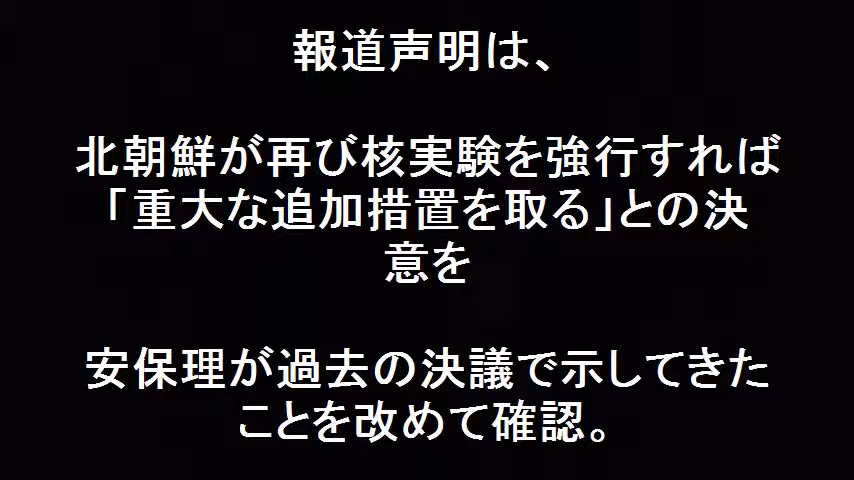 報道声明は、
北朝鮮が再び核実験を強行すれば
「重大な追加措置を取る」との決
意を
安保理が過去の決議で示してきた
ことを改めて確認。